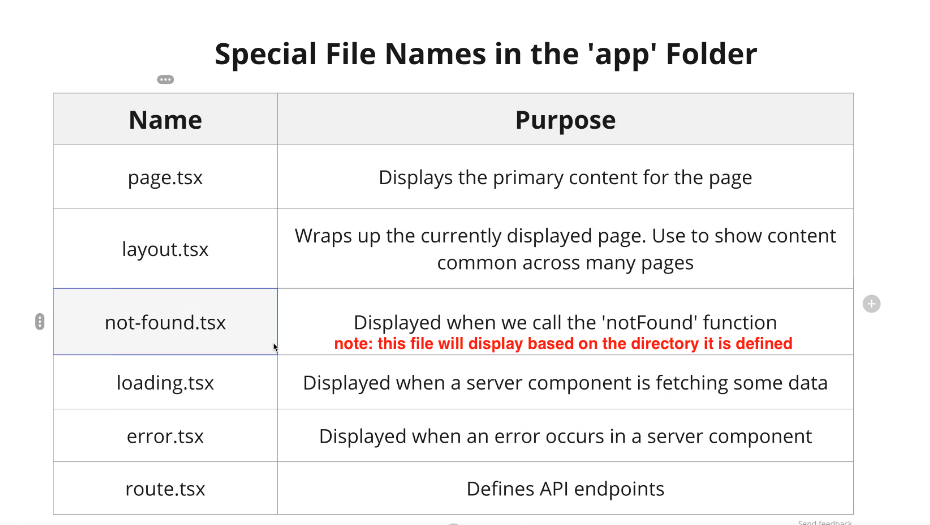 Special File Names in the 'app' Folder
Name
Purpose
page.tsx
Displays the primary content for the page
layout.tsx
Wraps up the currently displayed page. Use to show content
common across many pages
not-found.tsx
Displayed when we call the 'notFound' function
note: this file will display based on the directory it is defined
loading.tsx
Displayed when a server component is fetching some data
error.tsx
Displayed when an error occurs in a server component
route.tsx
Defines API endpoints
Send feedback